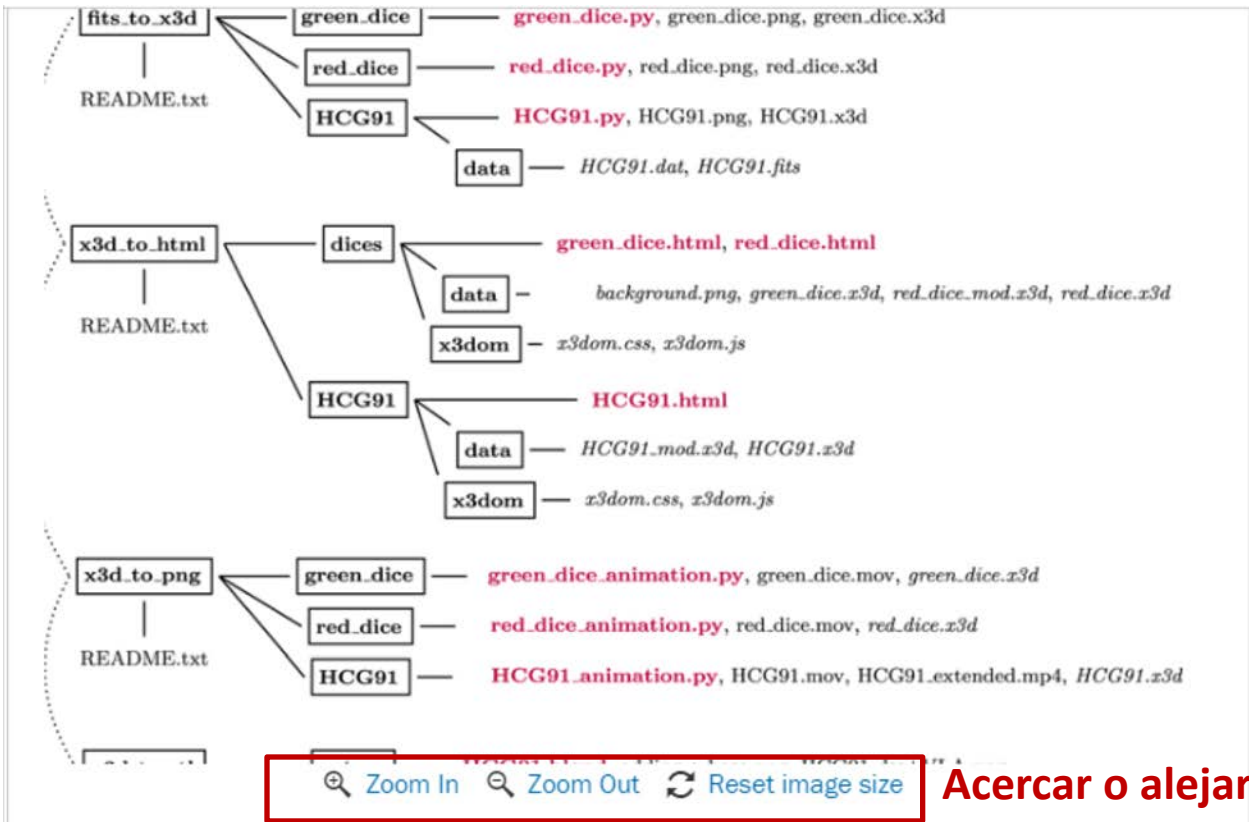 fits_to_x3d green_dice green_dice.py, green_dice.png, green_dice.x3d
red_dice red_dice.py, red_dice.png, red_dice.x3d
README.txt
HCG91 HCG91.py, HCG91.png, HCG91.x3d
data HCG91.dat, HCG91.fits
x3d_to_html dices green_dice.html, red_dice.html
data background.png, green_dice.x3d, red_dice_mod.x3d, red_dice.x3d
README.txt
x3dom x3dom.css, x3dom.js
HCG91 HCG91.html
data HCG91_mod.x3d, HCG91.x3d
x3dom x3dom.css, x3dom.js
x3d_to_png green_dice green_dice_animation.py, green_dice.mov, green_dice.x3d
red_dice red_dice_animation.py, red_dice.mov, red_dice.x3d
README.txt
HCG91 HCG91_animation.py, HCG91.mov, HCG91_extended.mp4, HCG91.x3d
Zoom In Zoom Out Reset image size Acercar o alejar